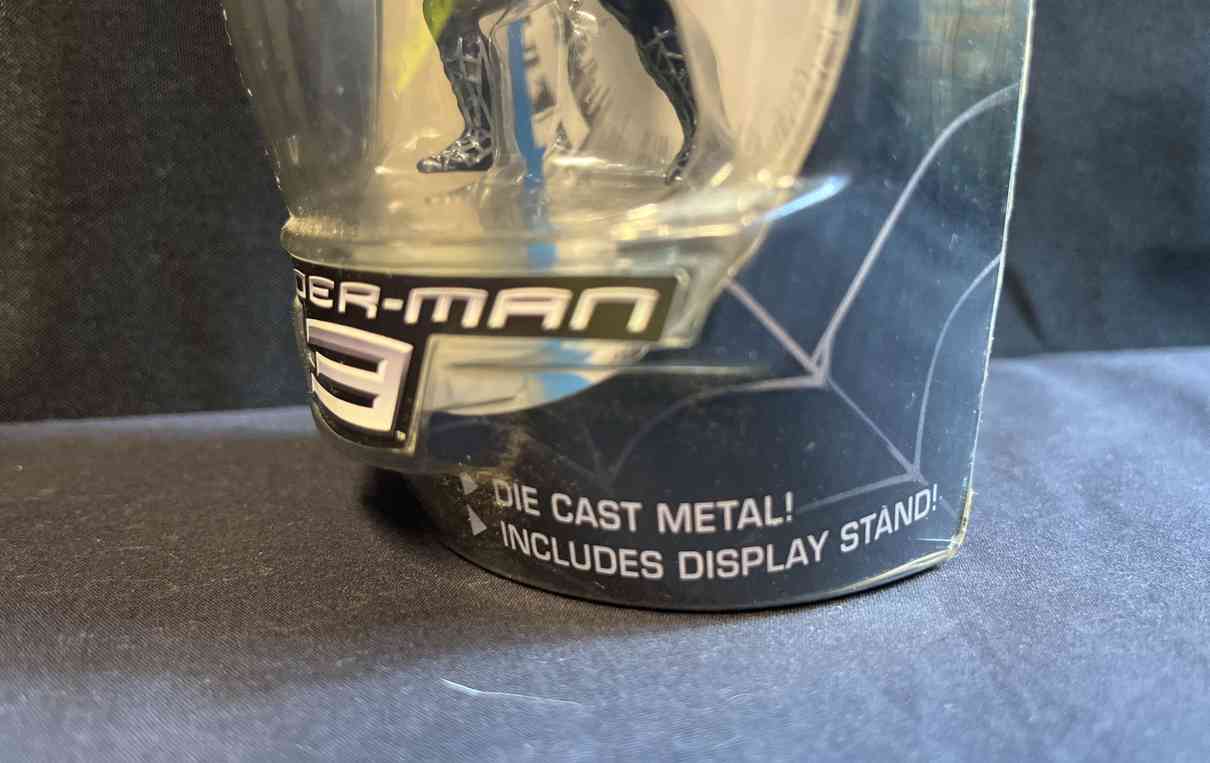 DER-MAN
3
DIE CAST METAL!
INCLUDES DISPLAY STAND!